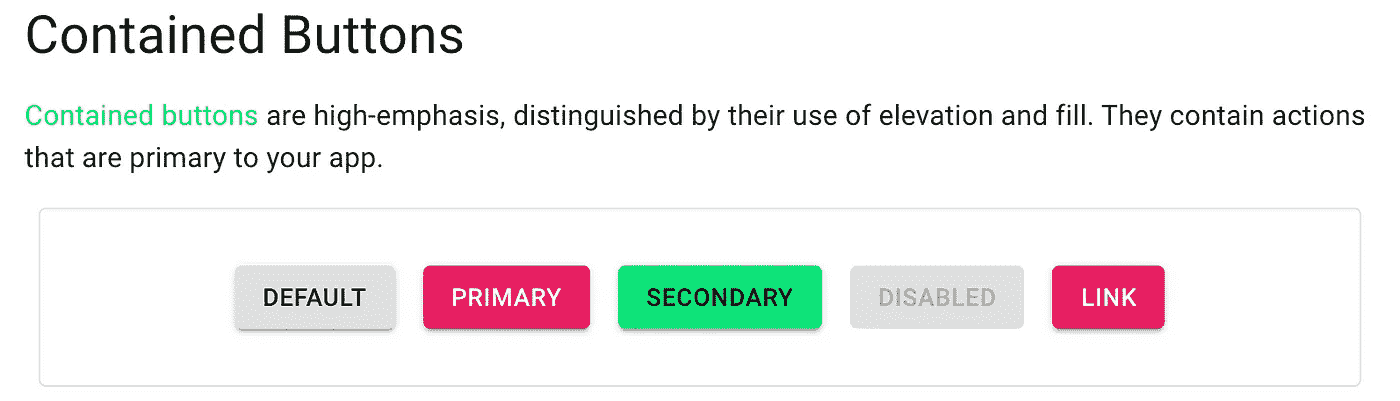 Contained Buttons
Contained buttons are high-emphasis, distinguished by their use of elevation and fill. They contain actions
that are primary to your app.
DEFAULT PRIMARY SECONDARY DISABLED LINK